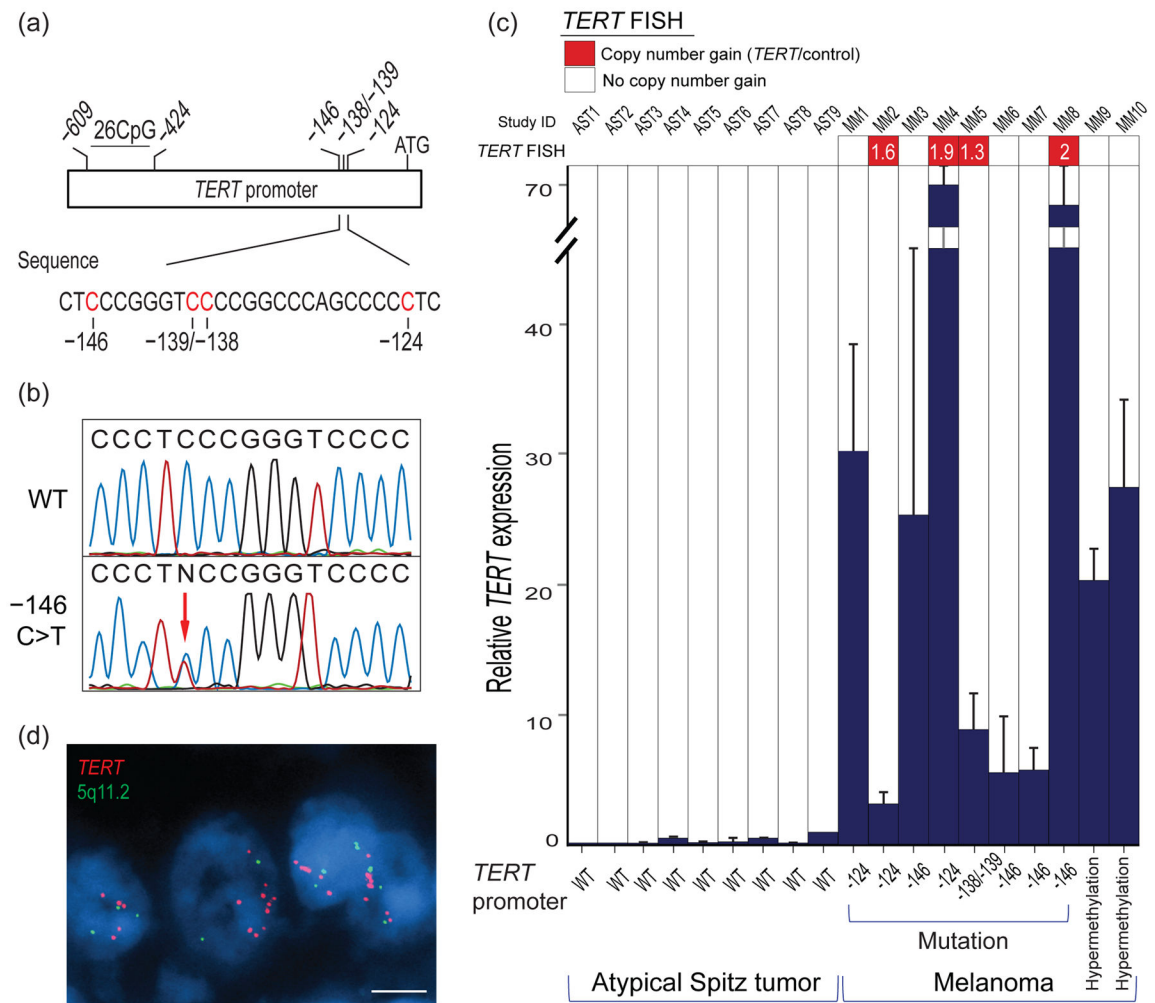 (a)
−609
26CpG
−424
−146
−138/−139
−124
ATG
TERT promoter
Sequence
CTCCCGGGTCCCCGGCCCAGCCCCCTC
−146
−139/−138
−124
(b)
CCCTCCCGGGTCCCC
WT
CCCTNCCGGGTCCCC
−146
C>T
(d)
TERT
5q11.2
(c)
TERT FISH
Copy number gain (TERT/control)
No copy number gain
Study ID AST1 AST2 AST3 AST4 AST5 AST6 AST7 AST8 AST9 MM1 MM2 MM3 MM4 MM5 MM6 MM7 MM8 MM9 MM10
TERT FISH 1.6 1.9 1.3 2
70
40
30
20
10
0
Relative TERT expression
TERT
promoter
WT WT WT WT WT WT WT WT WT -124 -124 -146 -124 -138/-139 -146 -146 -146 Hypermethylation Hypermethylation
Mutation
Atypical Spitz tumor Melanoma